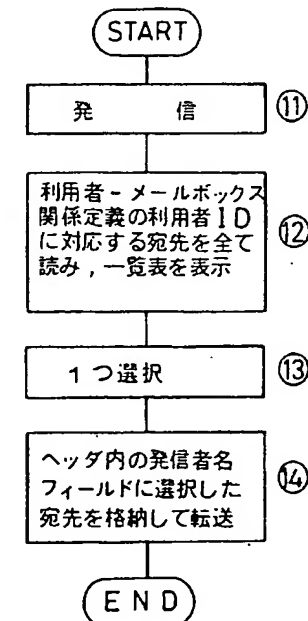 START
発 信 ⑪
利用者-メールボックス
関係定義の利用者ID
に対応する宛先を全て
読み,一覧表を表示
⑫
1つ選択 ⑬
ヘッダ内の発信者名
フィールドに選択した
宛先を格納して転送
⑭
END